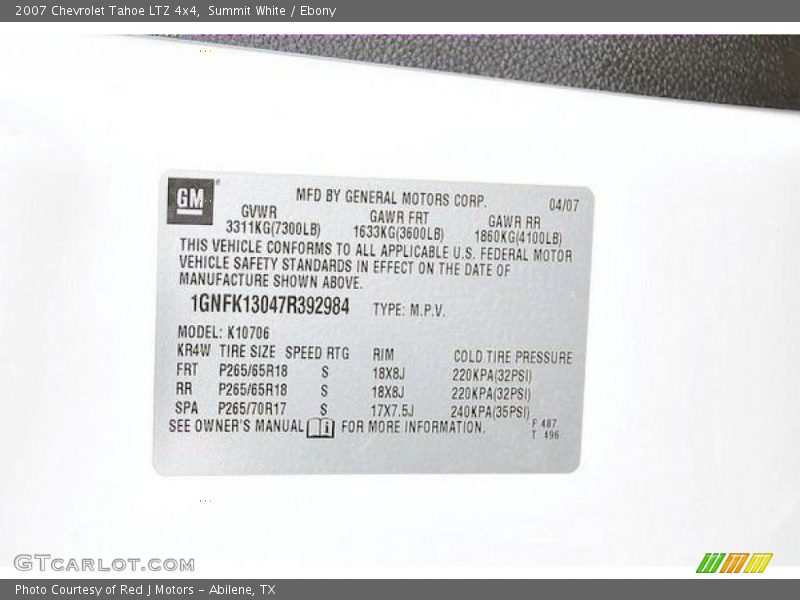 2007 Chevrolet Tahoe LTZ 4x4, Summit White / Ebony
GM
MFD BY GENERAL MOTORS CORP. 04/07
GVWR GAWR FRT GAWR RR
3311KG(7300LB) 1633KG(3600LB) 1860KG(4100LB)
THIS VEHICLE CONFORMS TO ALL APPLICABLE U.S. FEDERAL MOTOR
VEHICLE SAFETY STANDARDS IN EFFECT ON THE DATE OF
MANUFACTURE SHOWN ABOVE.
1GNFK13047R392984 TYPE: M.P.V.
MODEL: K10706
KR4W TIRE SIZE SPEED RTG RIM COLD TIRE PRESSURE
FRT P265/65R18 S 18X8J 220KPA(32PSI)
RR P265/65R18 S 18X8J 220KPA(32PSI)
SPA P265/70R17 S 17X7.5J 240KPA(35PSI)
SEE OWNER'S MANUAL i FOR MORE INFORMATION.
F 487
T 496
GTCARLOT.COM
Photo Courtesy of Red J Motors - Abilene, TX